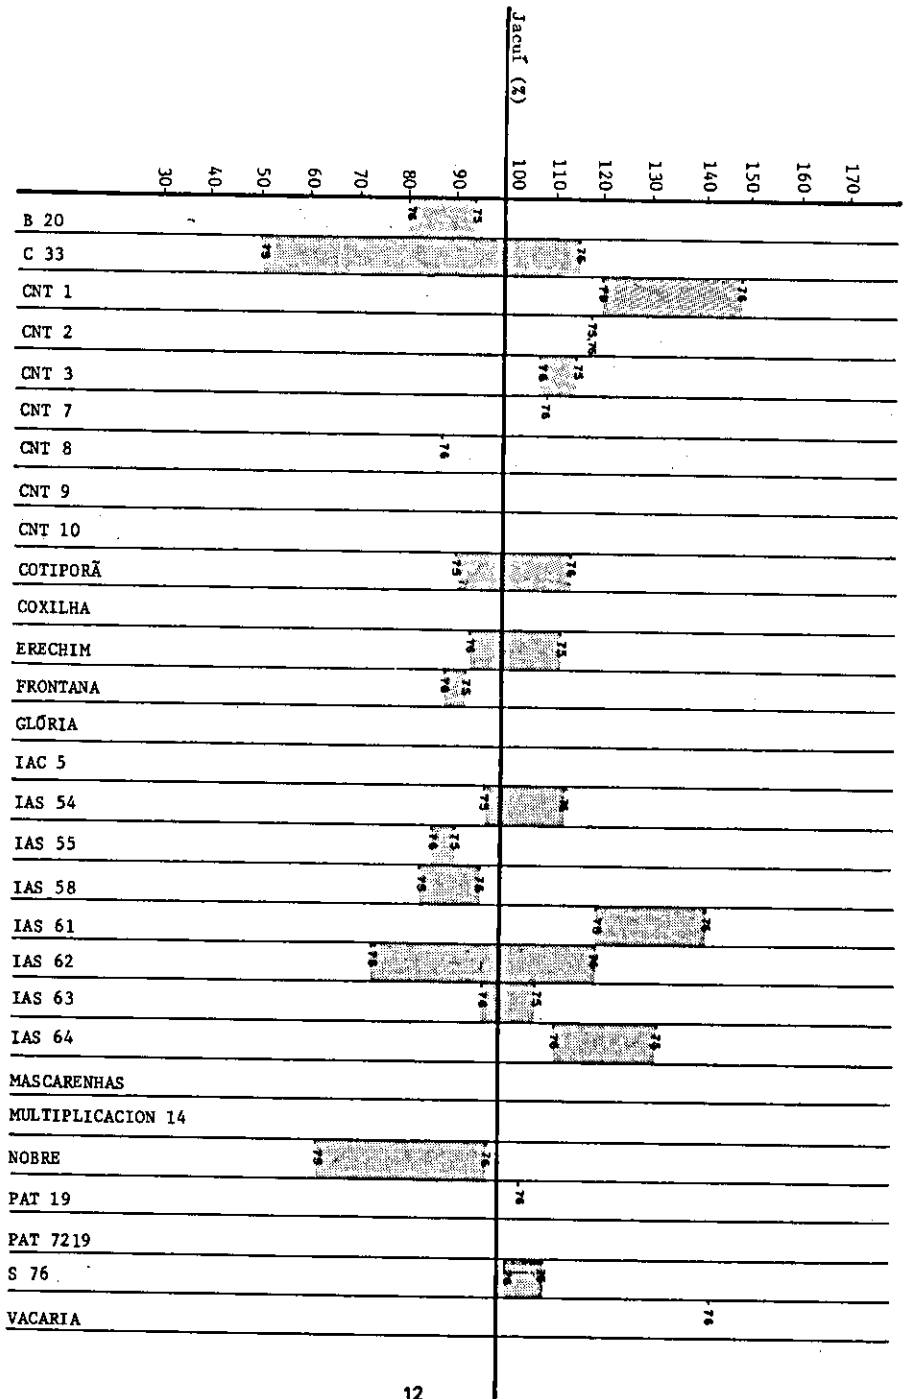 Jacuí (%)
30 40 50 60 70 80 90 100 110 120 130 140 150 160 170
B 20 76 75
C 33 75 76
CNT 1 75 76
CNT 2 75,76
CNT 3 76 75
CNT 7 76
CNT 8 76
CNT 9
CNT 10
COTIPORÃ 75 76
COXILHA
ERECHIM 76 75
FRONTANA 76 75
GLÓRIA
IAC 5
IAS 54 75 76
IAS 55 76 75
IAS 58 75 76
IAS 61 76
IAS 62
IAS 63 76 75
IAS 64 76 75
MASCARENHAS
MULTIPLICACION 14
NOBRE 75 76
PAT 19 76
PAT 7219
S 76
VACARIA 76
12